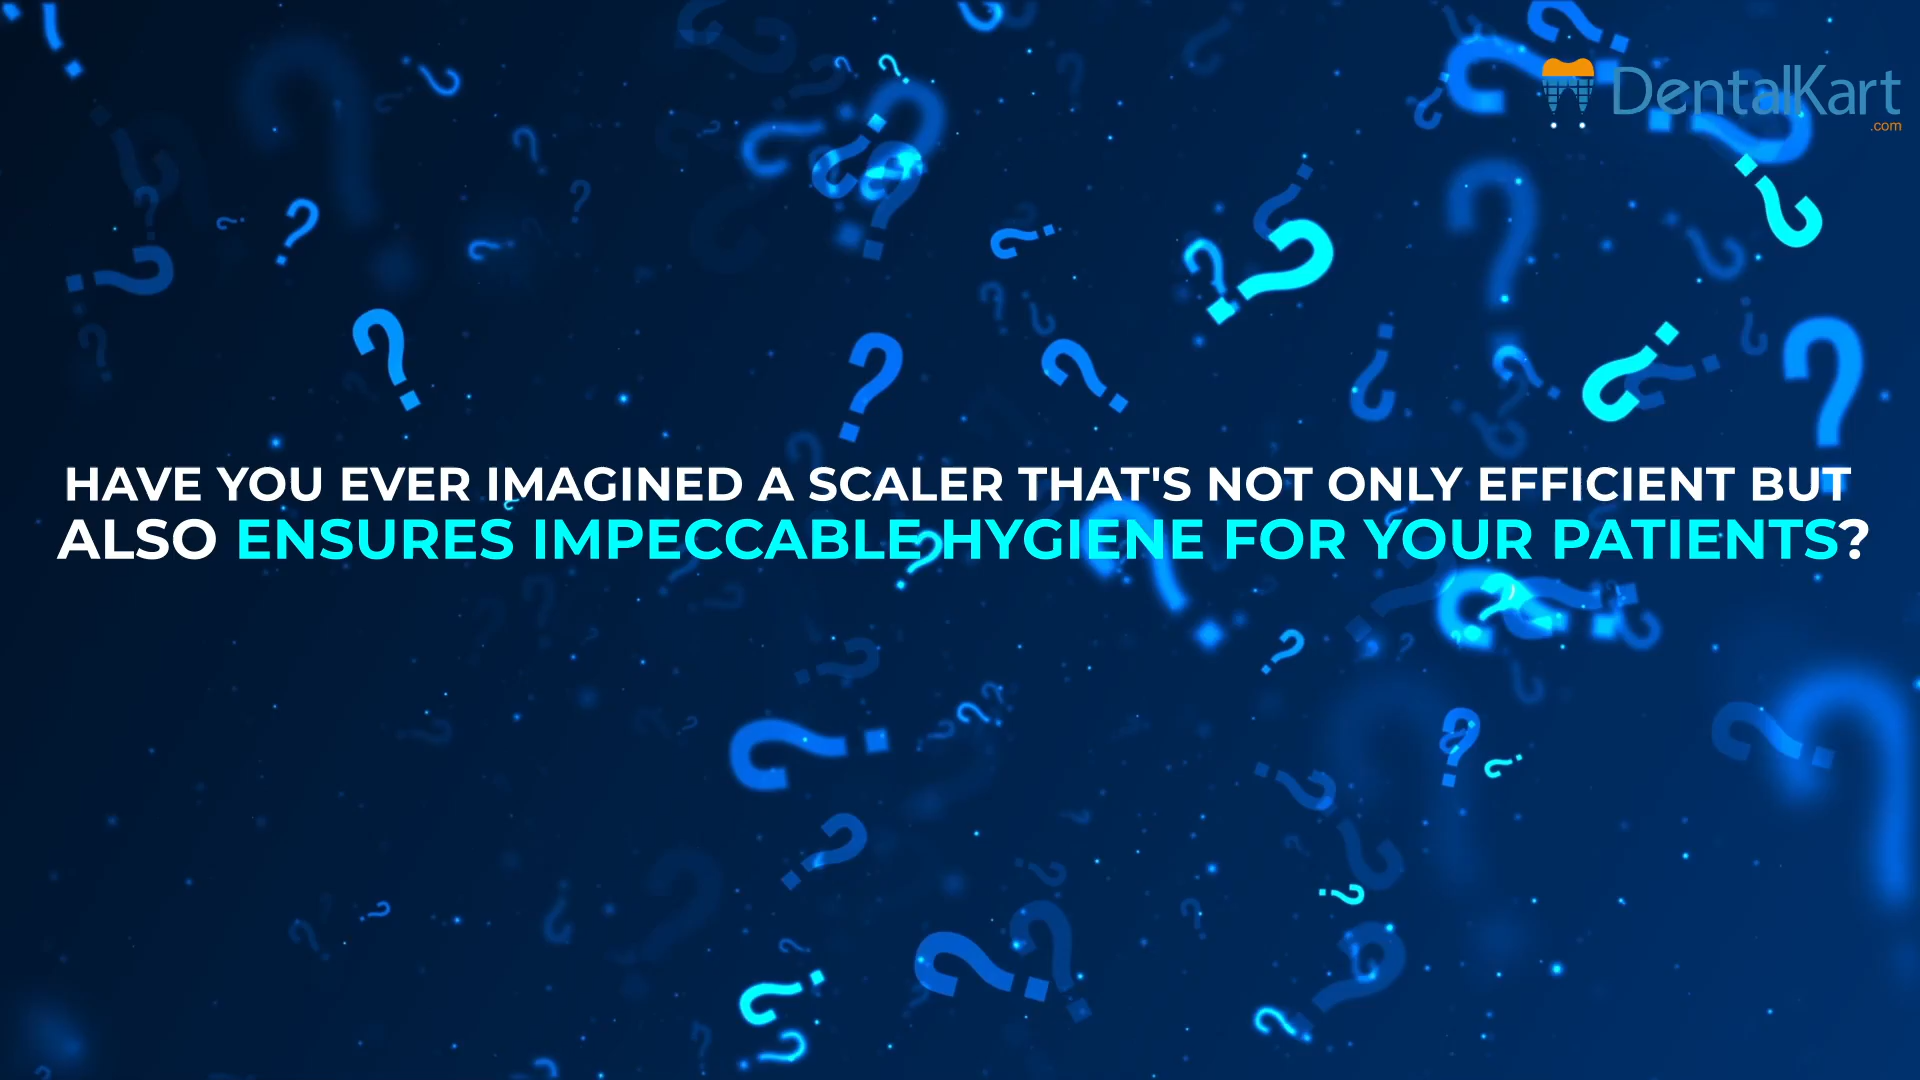 DentalKart
.com
HAVE YOU EVER IMAGINED A SCALER THAT'S NOT ONLY EFFICIENT BUT
ALSO ENSURES IMPECCABLE HYGIENE FOR YOUR PATIENTS?